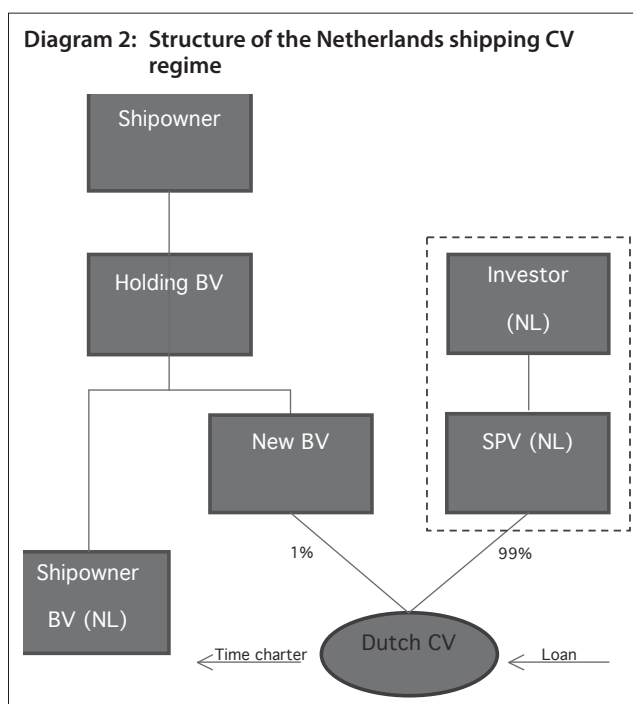 Diagram 2: Structure of the Netherlands shipping CV
regime
Shipowner
Holding BV
Investor
(NL)
New BV
SPV (NL)
1%
99%
Shipowner
BV (NL)
Dutch CV
Time charter
Loan